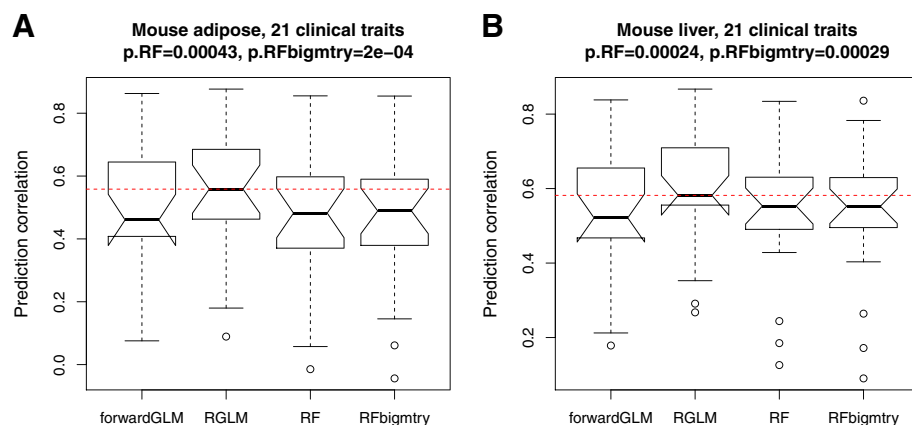 A
Mouse adipose, 21 clinical traits
p.RF=0.00043, p.RFbigmtry=2e−04
Prediction correlation
0.8
0.6
0.4
0.2
0.0
forwardGLM RGLM RF RFbigmtry
B
Mouse liver, 21 clinical traits
p.RF=0.00024, p.RFbigmtry=0.00029
Prediction correlation
0.8
0.6
0.4
0.2
forwardGLM RGLM RF RFbigmtry